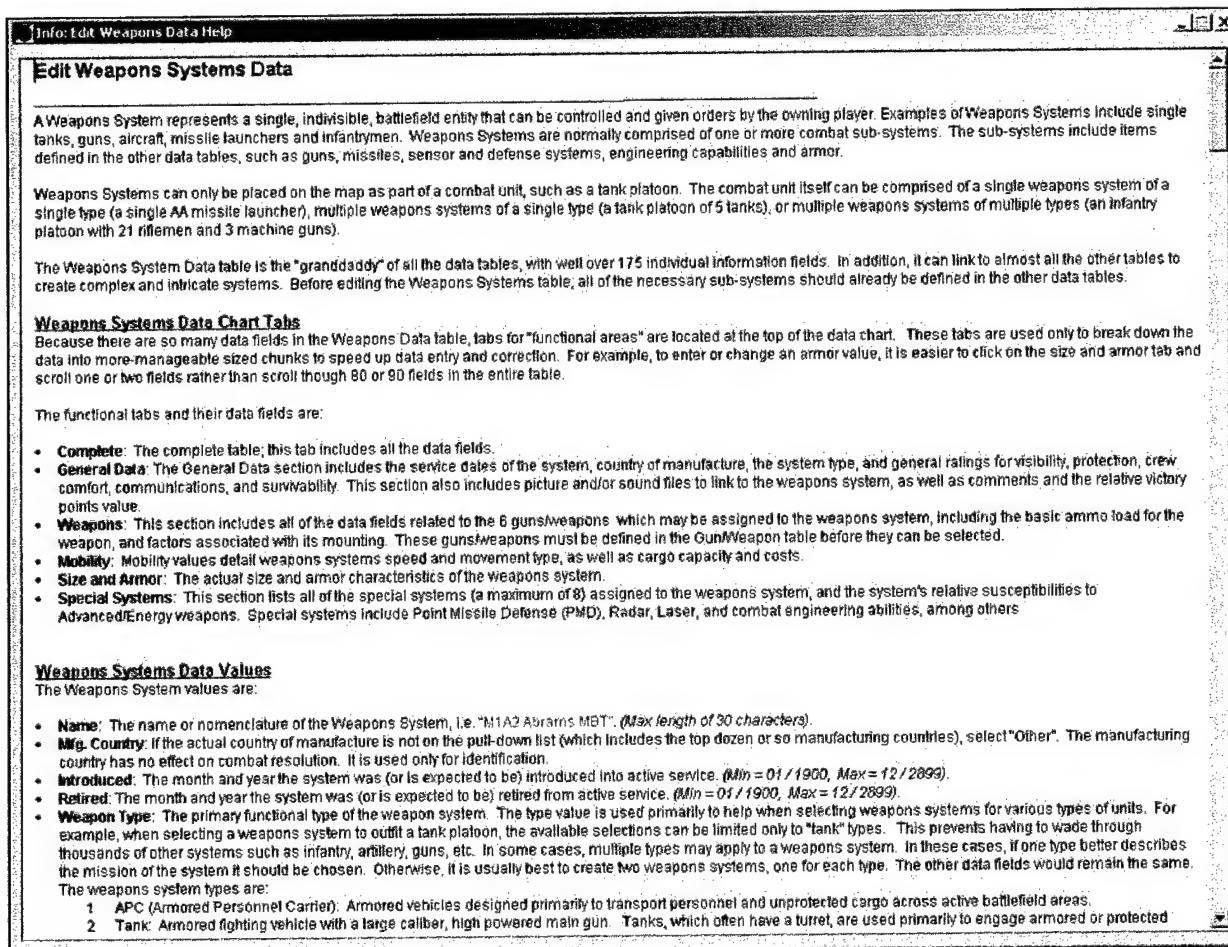 Info: Edit Weapons Data Help
Edit Weapons Systems Data
A Weapons System represents a single, indivisible, battlefield entity that can be controlled and given orders by the owning player. Examples of Weapons Systems include single
tanks, guns, aircraft, missile launchers and infantrymen. Weapons Systems are normally comprised of one or more combat sub-systems. The sub-systems include items
defined in the other data tables, such as guns, missiles, sensor and defense systems, engineering capabilities and armor.
Weapons Systems can only be placed on the map as part of a combat unit, such as a tank platoon. The combat unit itself can be comprised of a single weapons system of a
single type (a single AA missile launcher), multiple weapons systems of a single type (a tank platoon of 5 tanks), or multiple weapons systems of multiple types (an infantry
platoon with 21 riflemen and 3 machine guns).
The Weapons System Data table is the "granddaddy" of all the data tables, with well over 175 individual information fields. In addition, it can link to almost all the other tables to
create complex and intricate systems. Before editing the Weapons Systems table, all of the necessary sub-systems should already be defined in the other data tables.
Weapons Systems Data Chart Tabs
Because there are so many data fields in the Weapons Data table, tabs for "functional areas" are located at the top of the data chart. These tabs are used only to break down the
data into more-manageable sized chunks to speed up data entry and correction. For example, to enter or change an armor value, it is easier to click on the size and armor tab and
scroll one or two fields rather than scroll though 80 or 90 fields in the entire table.
The functional tabs and their data fields are:
• Complete: The complete table; this tab includes all the data fields.
• General Data: The General Data section includes the service dates of the system, country of manufacture, the system type, and general ratings for visibility, protection, crew
comfort, communications, and survivability. This section also includes picture and/or sound files to link to the weapons system, as well as comments and the relative victory
points value.
• Weapons: This section includes all of the data fields related to the 6 guns/weapons which may be assigned to the weapons system, including the basic ammo load for the
weapon, and factors associated with its mounting. These guns/weapons must be defined in the Gun/Weapon table before they can be selected.
• Mobility: Mobility values detail weapons systems speed and movement type, as well as cargo capacity and costs.
• Size and Armor: The actual size and armor characteristics of the weapons system.
• Special Systems: This section lists all of the special systems (a maximum of 8) assigned to the weapons system, and the system's relative susceptibilities to
Advanced/Energy weapons. Special systems include Point Missile Defense (PMD), Radar, Laser, and combat engineering abilities, among others
Weapons Systems Data Values
The Weapons System values are:
• Name: The name or nomenclature of the Weapons System, i.e. "M1A2 Abrams MBT". (Max length of 30 characters).
• Mfg. Country: If the actual country of manufacture is not on the pull-down list (which includes the top dozen or so manufacturing countries), select "Other". The manufacturing
country has no effect on combat resolution. It is used only for identification.
• Introduced: The month and year the system was (or is expected to be) introduced into active service. (Min = 01 / 1900, Max = 12 / 2899).
• Retired: The month and year the system was (or is expected to be) retired from active service. (Min = 01 / 1900, Max = 12 / 2899).
• Weapon Type: The primary functional type of the weapon system. The type value is used primarily to help when selecting weapons systems for various types of units. For
example, when selecting a weapons system to outfit a tank platoon, the available selections can be limited only to "tank" types. This prevents having to wade through
thousands of other systems such as infantry, artillery, guns, etc. In some cases, multiple types may apply to a weapons system. In these cases, if one type better describes
the mission of the system it should be chosen. Otherwise, it is usually best to create two weapons systems, one for each type. The other data fields would remain the same.
The weapons system types are:
1 APC (Armored Personnel Carrier): Armored vehicles designed primarily to transport personnel and unprotected cargo across active battlefield areas.
2 Tank: Armored fighting vehicle with a large caliber, high powered main gun. Tanks, which often have a turret, are used primarily to engage armored or protected